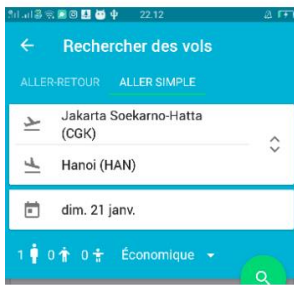 22.12
Rechercher des vols
ALLER-RETOUR ALLER SIMPLE
Jakarta Soekarno-Hatta
(CGK)
Hanoi (HAN)
dim. 21 janv.
1 0 0 Économique